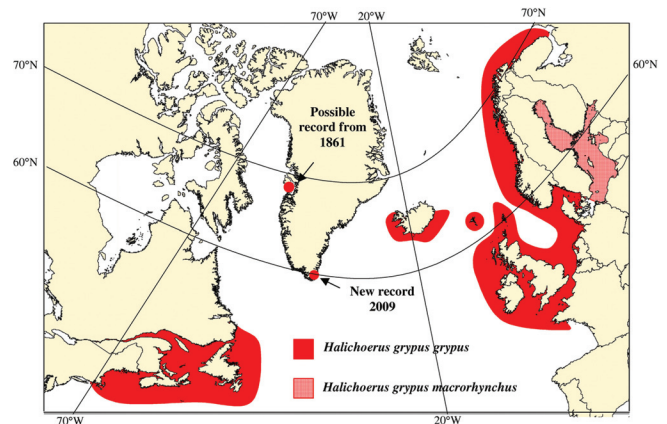 70°W
20°W
70°N
70°N
60°N
Possible
record from
1861
60°N
New record
2009
Halichoerus grypus grypus
Halichoerus grypus macrorhynchus
70°W
20°W